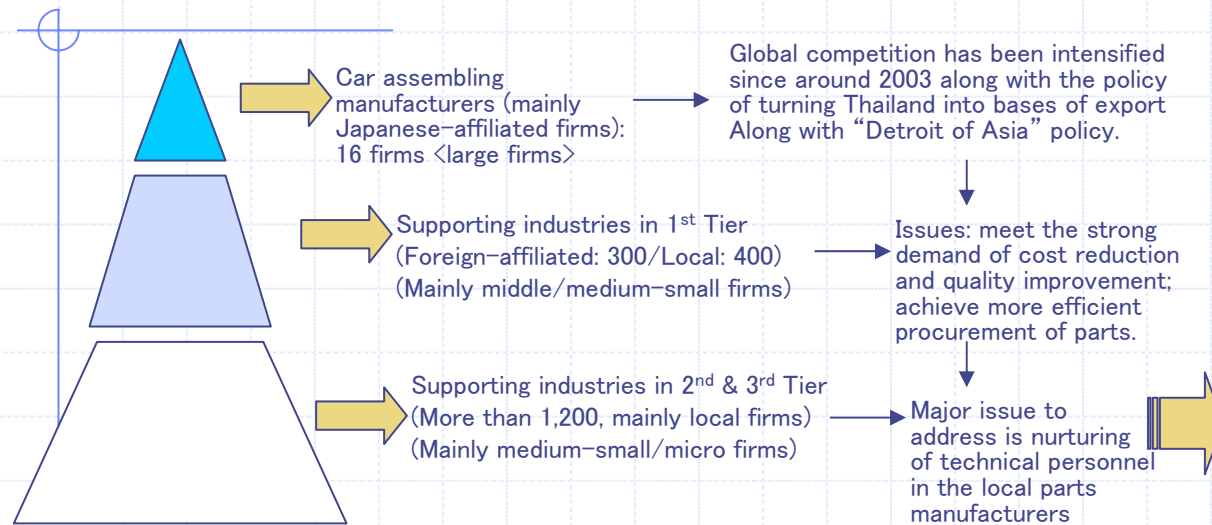 Car assembling
manufacturers (mainly
Japanese-affiliated firms):
16 firms <large firms>
Global competition has been intensified
since around 2003 along with the policy
of turning Thailand into bases of export
Along with “Detroit of Asia” policy.
Supporting industries in 1st Tier
(Foreign-affiliated: 300/Local: 400)
(Mainly middle/medium-small firms)
Issues: meet the strong
demand of cost reduction
and quality improvement;
achieve more efficient
procurement of parts.
Supporting industries in 2nd & 3rd Tier
(More than 1,200, mainly local firms)
(Mainly medium-small/micro firms)
Major issue to
address is nurturing
of technical personnel
in the local parts
manufacturers